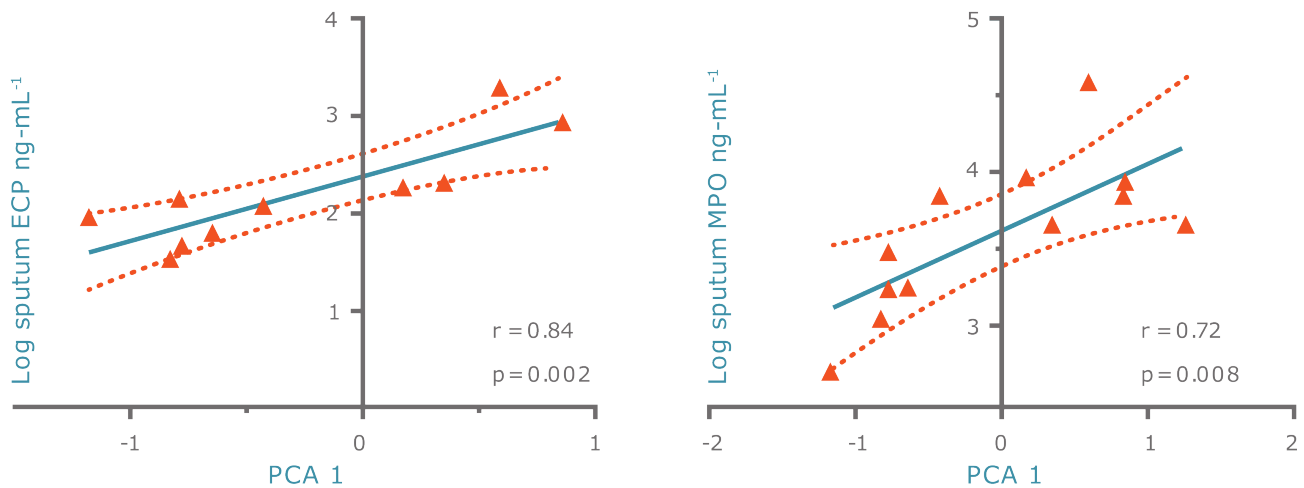 Log sputum ECP ng-mL⁻¹
4
3
2
1
r=0.84
p=0.002
-1
0
1
PCA 1
Log sputum MPO ng-mL⁻¹
5
4
3
r=0.72
p=0.008
-2
-1
0
1
2
PCA 1